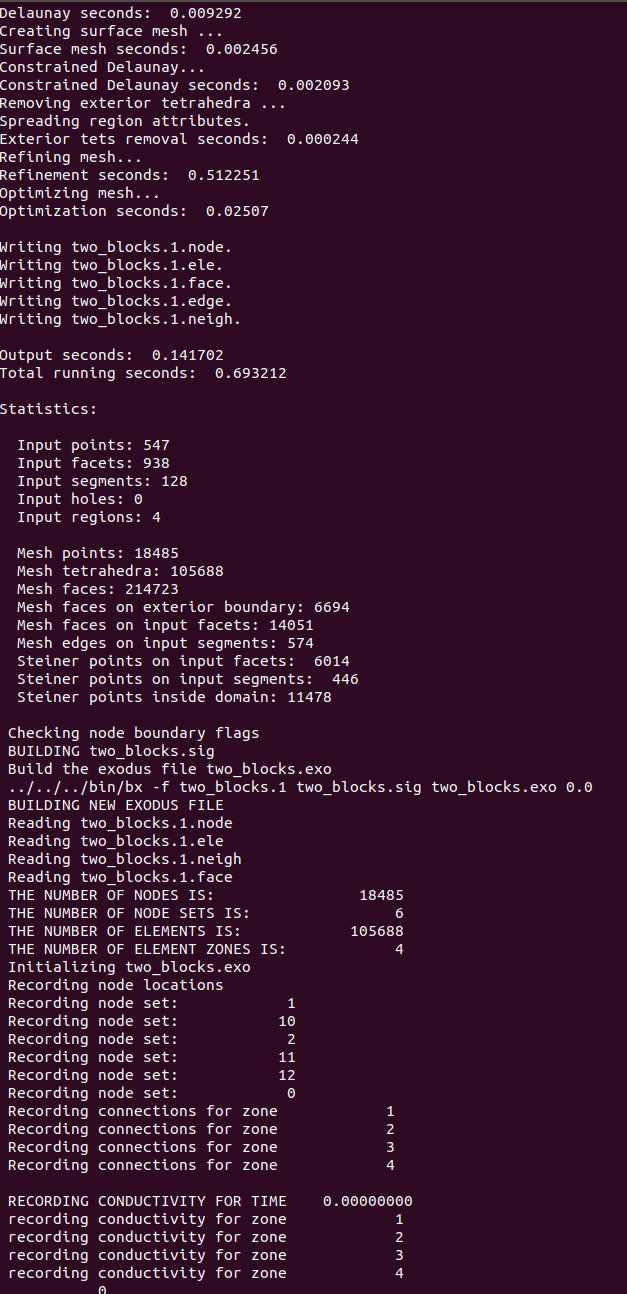 Delaunay seconds:  0.009292
Creating surface mesh ...
Surface mesh seconds:  0.002456
Constrained Delaunay...
Constrained Delaunay seconds:  0.002093
Removing exterior tetrahedra ...
Spreading region attributes.
Exterior tets removal seconds:  0.000244
Refining mesh...
Refinement seconds:  0.512251
Optimizing mesh...
Optimization seconds:  0.02507

Writing two_blocks.1.node.
Writing two_blocks.1.ele.
Writing two_blocks.1.face.
Writing two_blocks.1.edge.
Writing two_blocks.1.neigh.

Output seconds:  0.141702
Total running seconds:  0.693212

Statistics:

  Input points: 547
  Input facets: 938
  Input segments: 128
  Input holes: 0
  Input regions: 4

  Mesh points: 18485
  Mesh tetrahedra: 105688
  Mesh faces: 214723
  Mesh faces on exterior boundary: 6694
  Mesh faces on input facets: 14051
  Mesh edges on input segments: 574
  Steiner points on input facets:  6014
  Steiner points on input segments:  446
  Steiner points inside domain: 11478

 Checking node boundary flags
 BUILDING two_blocks.sig
 Build the exodus file two_blocks.exo
 ../../../bin/bx -f two_blocks.1 two_blocks.sig two_blocks.exo 0.0
 BUILDING NEW EXODUS FILE
 Reading two_blocks.1.node
 Reading two_blocks.1.ele
 Reading two_blocks.1.neigh
 Reading two_blocks.1.face
 THE NUMBER OF NODES IS:                18485
 THE NUMBER OF NODE SETS IS:                6
 THE NUMBER OF ELEMENTS IS:            105688
 THE NUMBER OF ELEMENT ZONES IS:            4
 Initializing two_blocks.exo
 Recording node locations
 Recording node set:            1
 Recording node set:           10
 Recording node set:            2
 Recording node set:           11
 Recording node set:           12
 Recording node set:            0
 Recording connections for zone            1
 Recording connections for zone            2
 Recording connections for zone            3
 Recording connections for zone            4

 RECORDING CONDUCTIVITY FOR TIME    0.00000000
 recording conductivity for zone            1
 recording conductivity for zone            2
 recording conductivity for zone            3
 recording conductivity for zone            4
           0